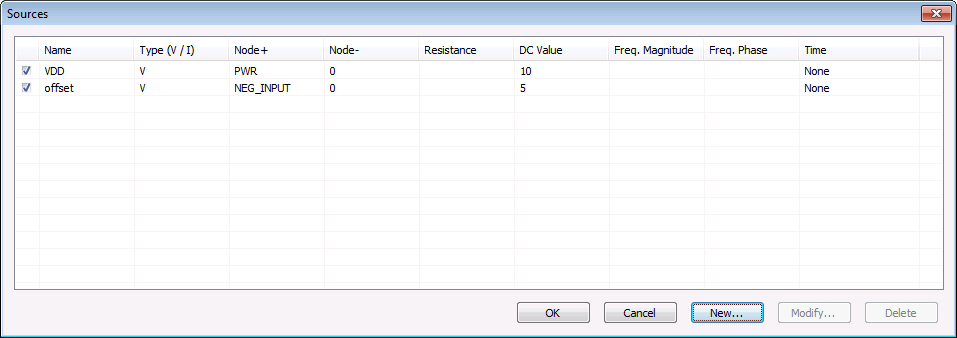 Sources
Name Type (V / I) Node+ Node- Resistance DC Value Freq. Magnitude Freq. Phase Time
VDD V PWR 0 10 None
offset V NEG_INPUT 0 5 None
OK Cancel New... Modify... Delete